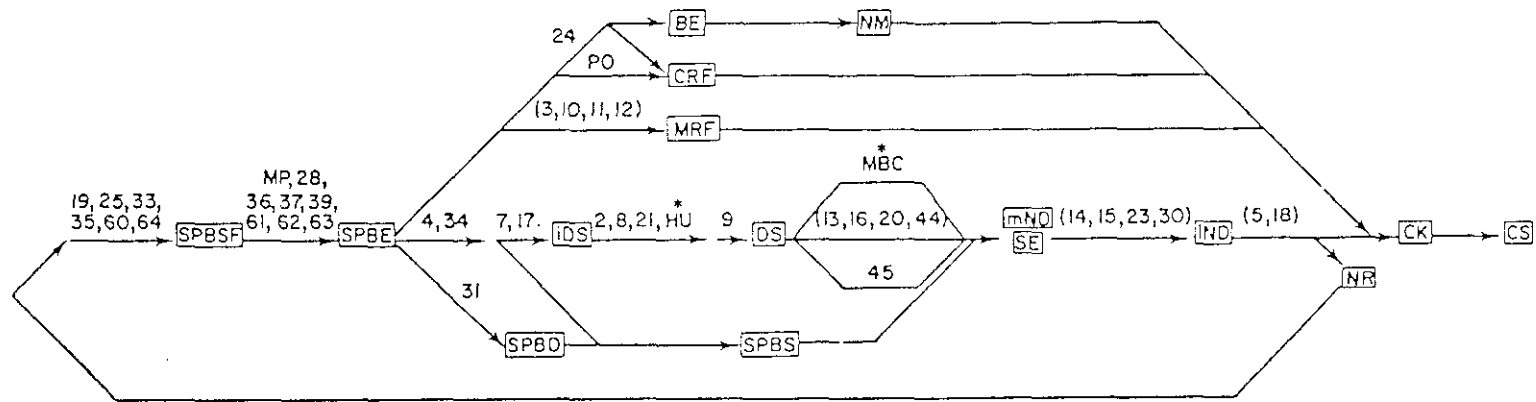 24
BE
NM
PO
CRF
(3,10,11,12)
MRF
*
MBC
19,25,33,
35,60,64
SPBSF
MP,28,
36,37,39,
61,62,63
SPBE
4,34
7,17.
IDS
2,8,21,HU
*
9
DS
(13,16,20,44)
45
mND
SE
(14,15,23,30)
IND
(5,18)
CK
CS
NR
31
SPBD
SPBS